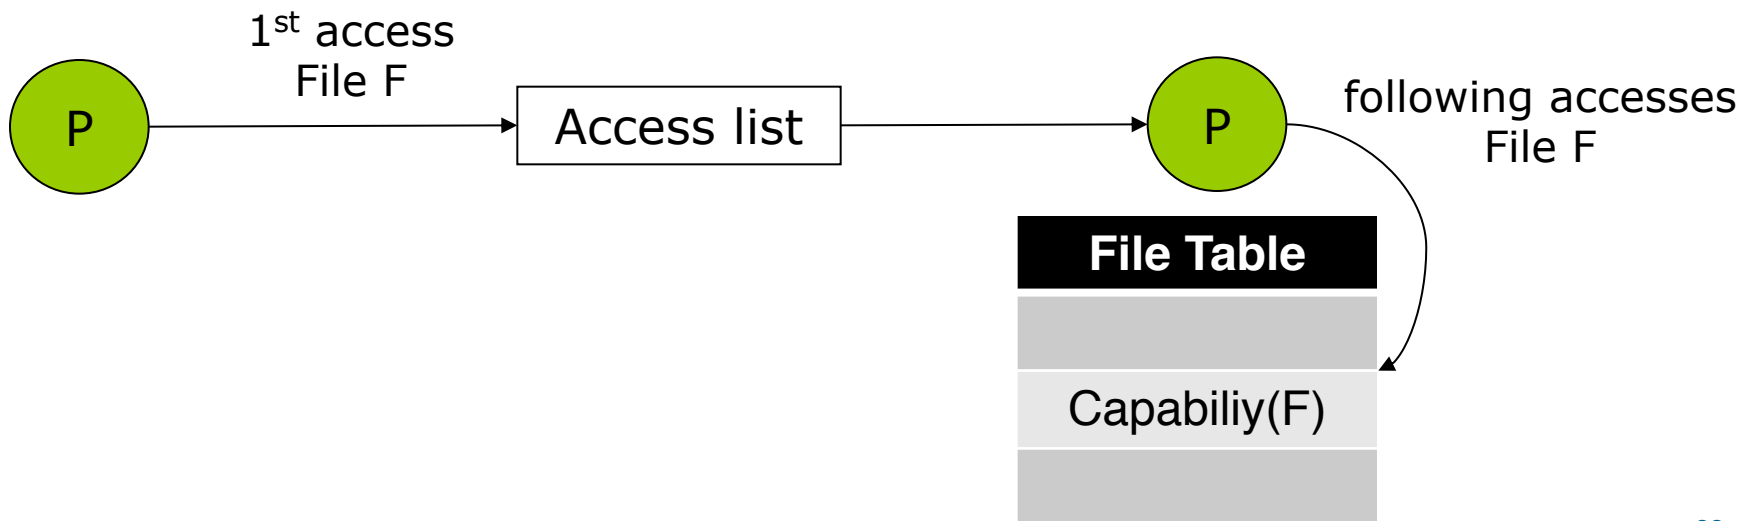 1st access
File F
P
Access list
P
following accesses
File F
File Table
Capabiliy(F)